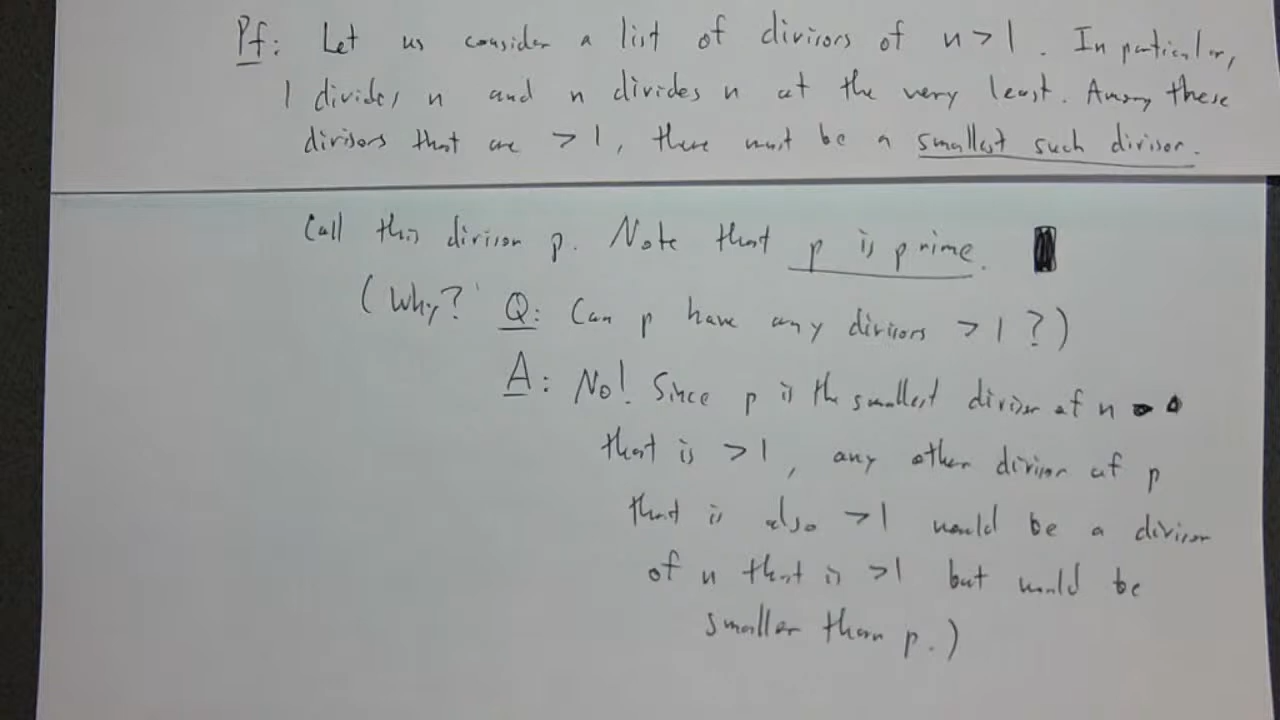 Pf: Let us consider a list of divisors of n > 1. In particular,
1 divides n and n divides n at the very least. Among these
divisors that are > 1, there must be a smallest such divisor.
Call this divisor p. Note that p is prime.
(Why? Q: Can p have any divisors > 1?)
A: No! Since p is the smallest divisor of n
that is > 1, any other divisor of p
that is also > 1 would be a divisor
of n that is > 1 but would be
smaller than p.)